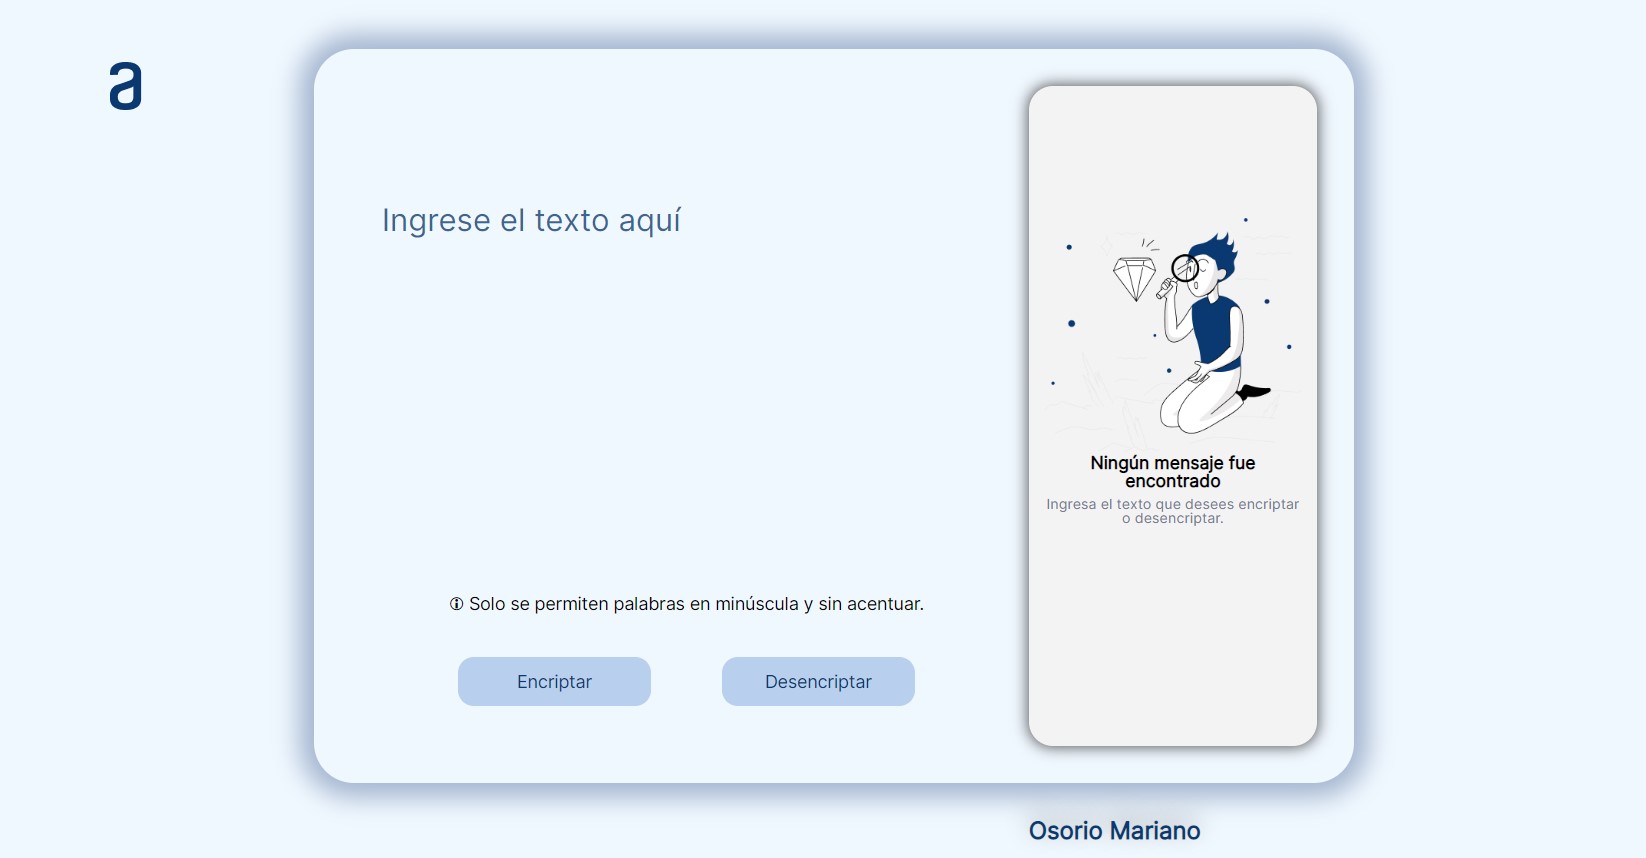 a
Ingrese el texto aquí
Ningún mensaje fue
encontrado
Ingresa el texto que desees encriptar
o desencriptar.
🛈 Solo se permiten palabras en minúscula y sin acentuar.
Encriptar
Desencriptar
Osorio Mariano